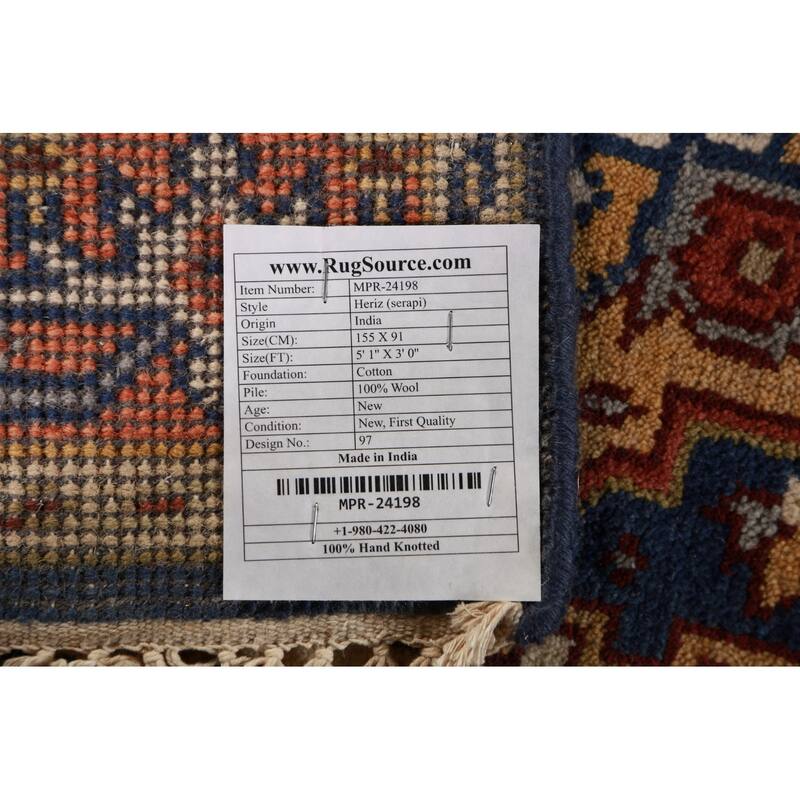 www.RugSource.com
Item Number: MPR-24198
Style Heriz (serapi)
Origin India
Size(CM): 155 X 91
Size(FT): 5' 1" X 3' 0"
Foundation: Cotton
Pile: 100% Wool
Age: New
Condition: New, First Quality
Design No.: 97
Made in India
MPR-24198
+1-980-422-4080
100% Hand Knotted